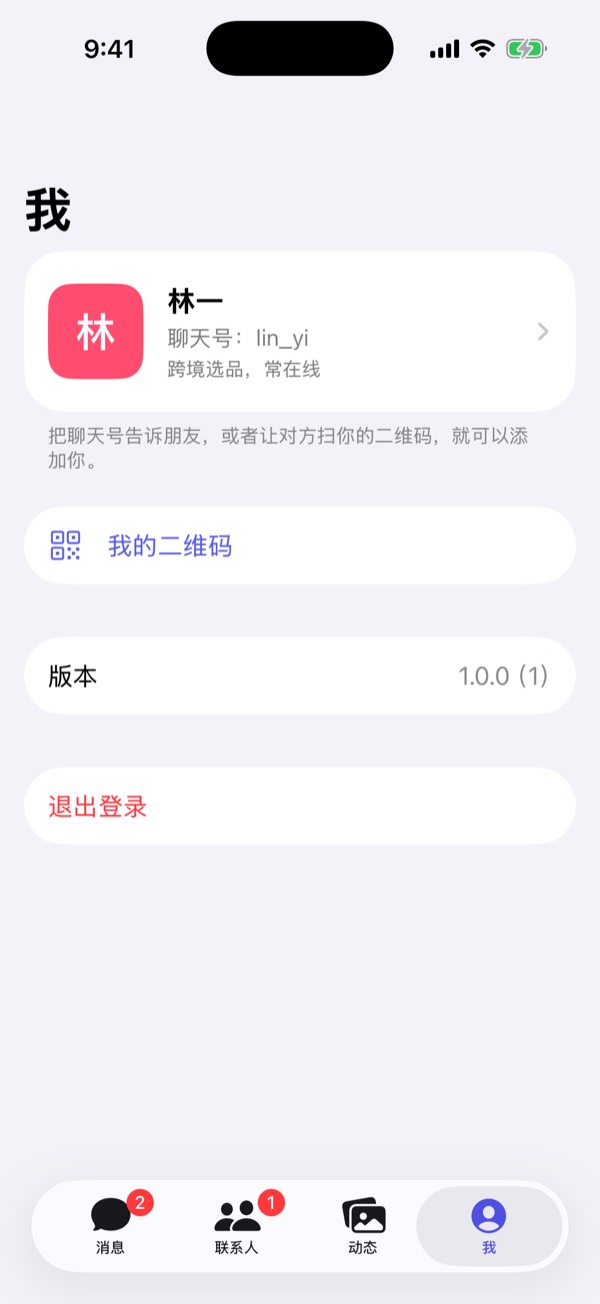 9:41
我
林
林一
聊天号：lin_yi
跨境选品，常在线
把聊天号告诉朋友，或者让对方扫你的二维码，就可以添
加你。
我的二维码
版本 1.0.0 (1)
退出登录
2
1
消息 联系人 动态 我